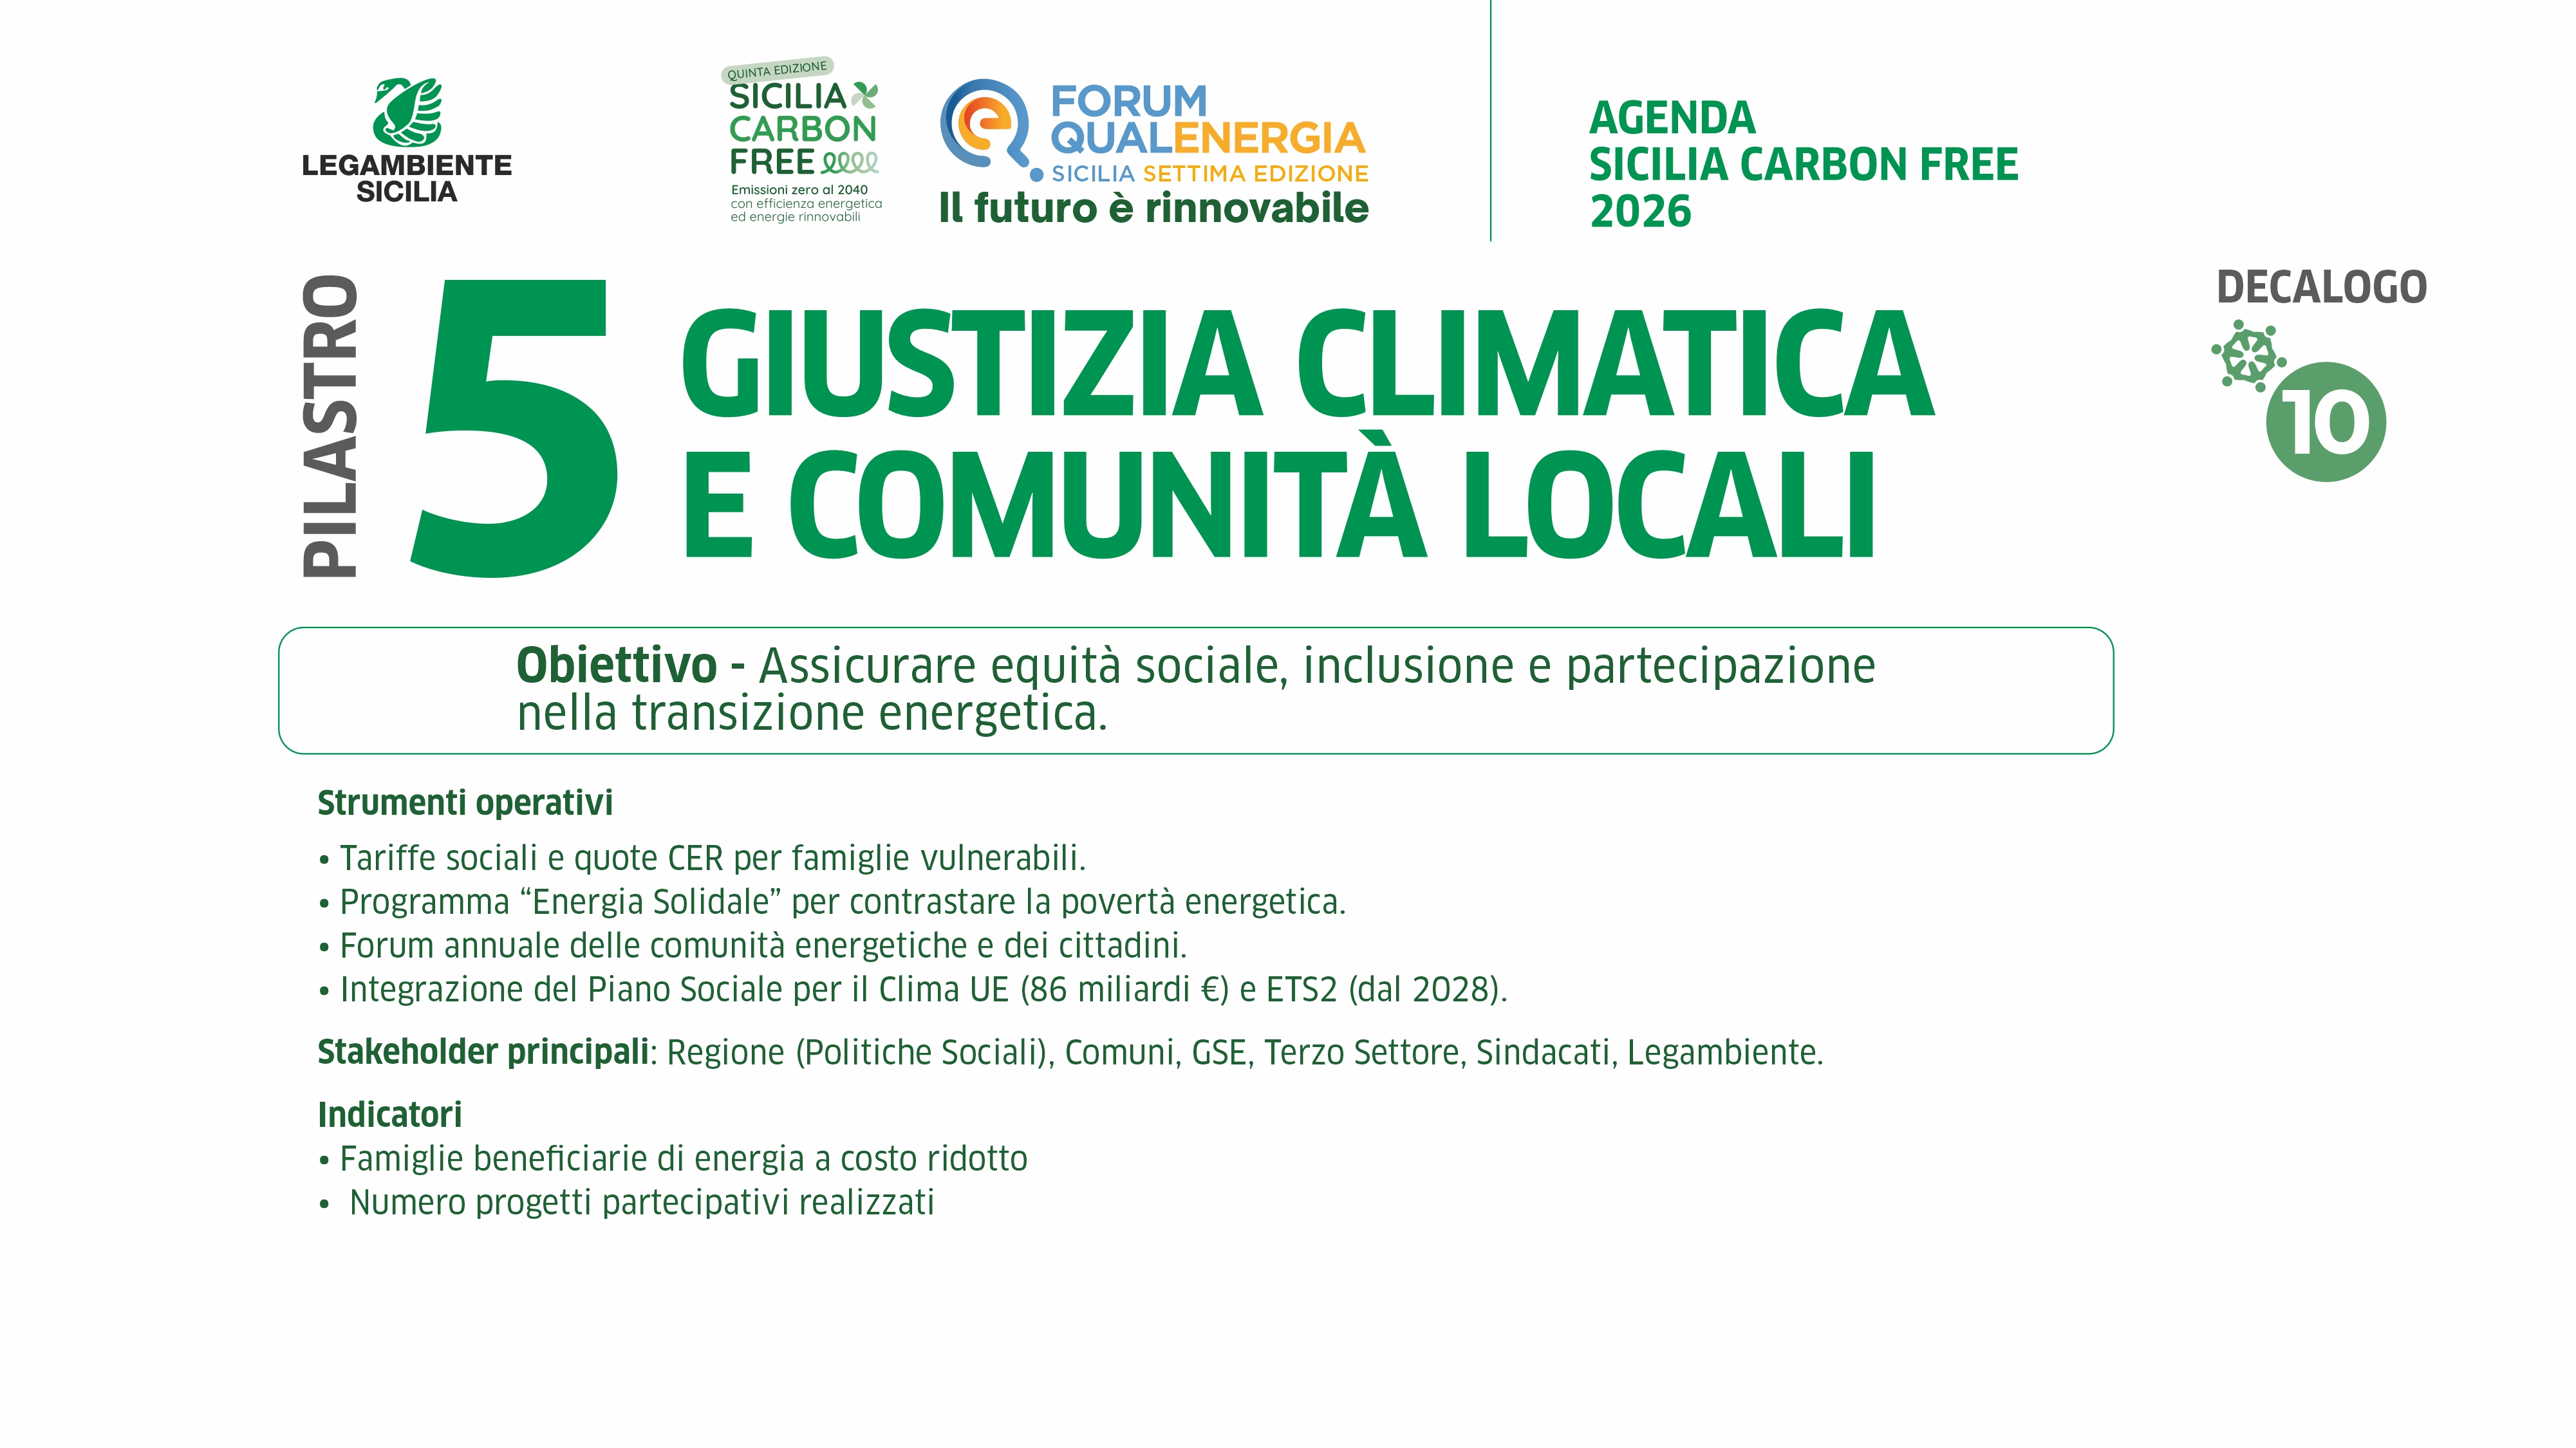 LEGAMBIENTE
SICILIA
QUINTA EDIZIONE
SICILIA
CARBON
FREE
Emissioni zero al 2040
con efficienza energetica
ed energie rinnovabili
FORUM
QUALENERGIA
SICILIA SETTIMA EDIZIONE
Il futuro è rinnovabile
AGENDA
SICILIA CARBON FREE
2026
PILASTRO
5
GIUSTIZIA CLIMATICA
E COMUNITÀ LOCALI
DECALOGO
10
Obiettivo - Assicurare equità sociale, inclusione e partecipazione
nella transizione energetica.
Strumenti operativi
• Tariffe sociali e quote CER per famiglie vulnerabili.
• Programma “Energia Solidale” per contrastare la povertà energetica.
• Forum annuale delle comunità energetiche e dei cittadini.
• Integrazione del Piano Sociale per il Clima UE (86 miliardi €) e ETS2 (dal 2028).
Stakeholder principali: Regione (Politiche Sociali), Comuni, GSE, Terzo Settore, Sindacati, Legambiente.
Indicatori
• Famiglie beneficiarie di energia a costo ridotto
• Numero progetti partecipativi realizzati